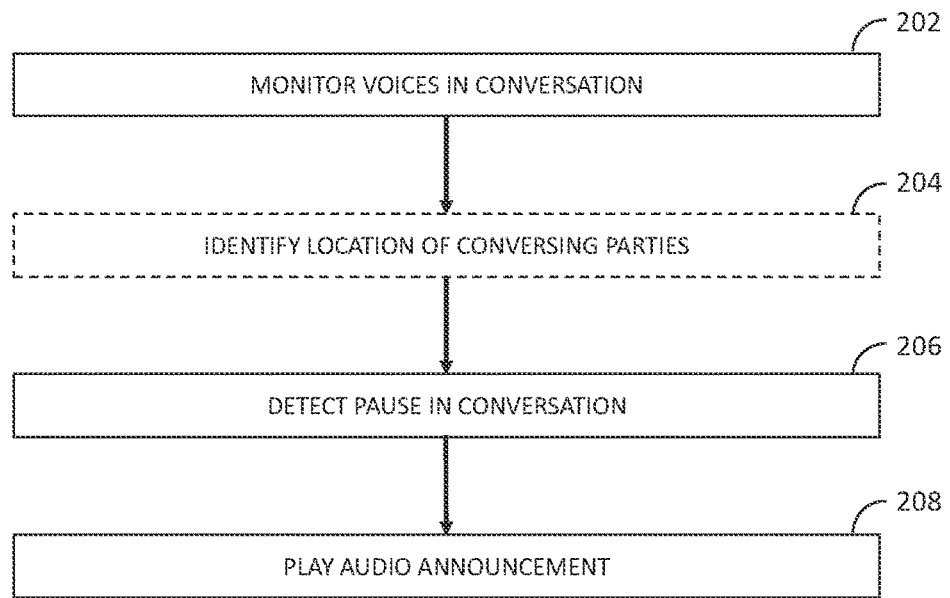 202
MONITOR VOICES IN CONVERSATION
204
IDENTIFY LOCATION OF CONVERSING PARTIES
206
DETECT PAUSE IN CONVERSATION
208
PLAY AUDIO ANNOUNCEMENT